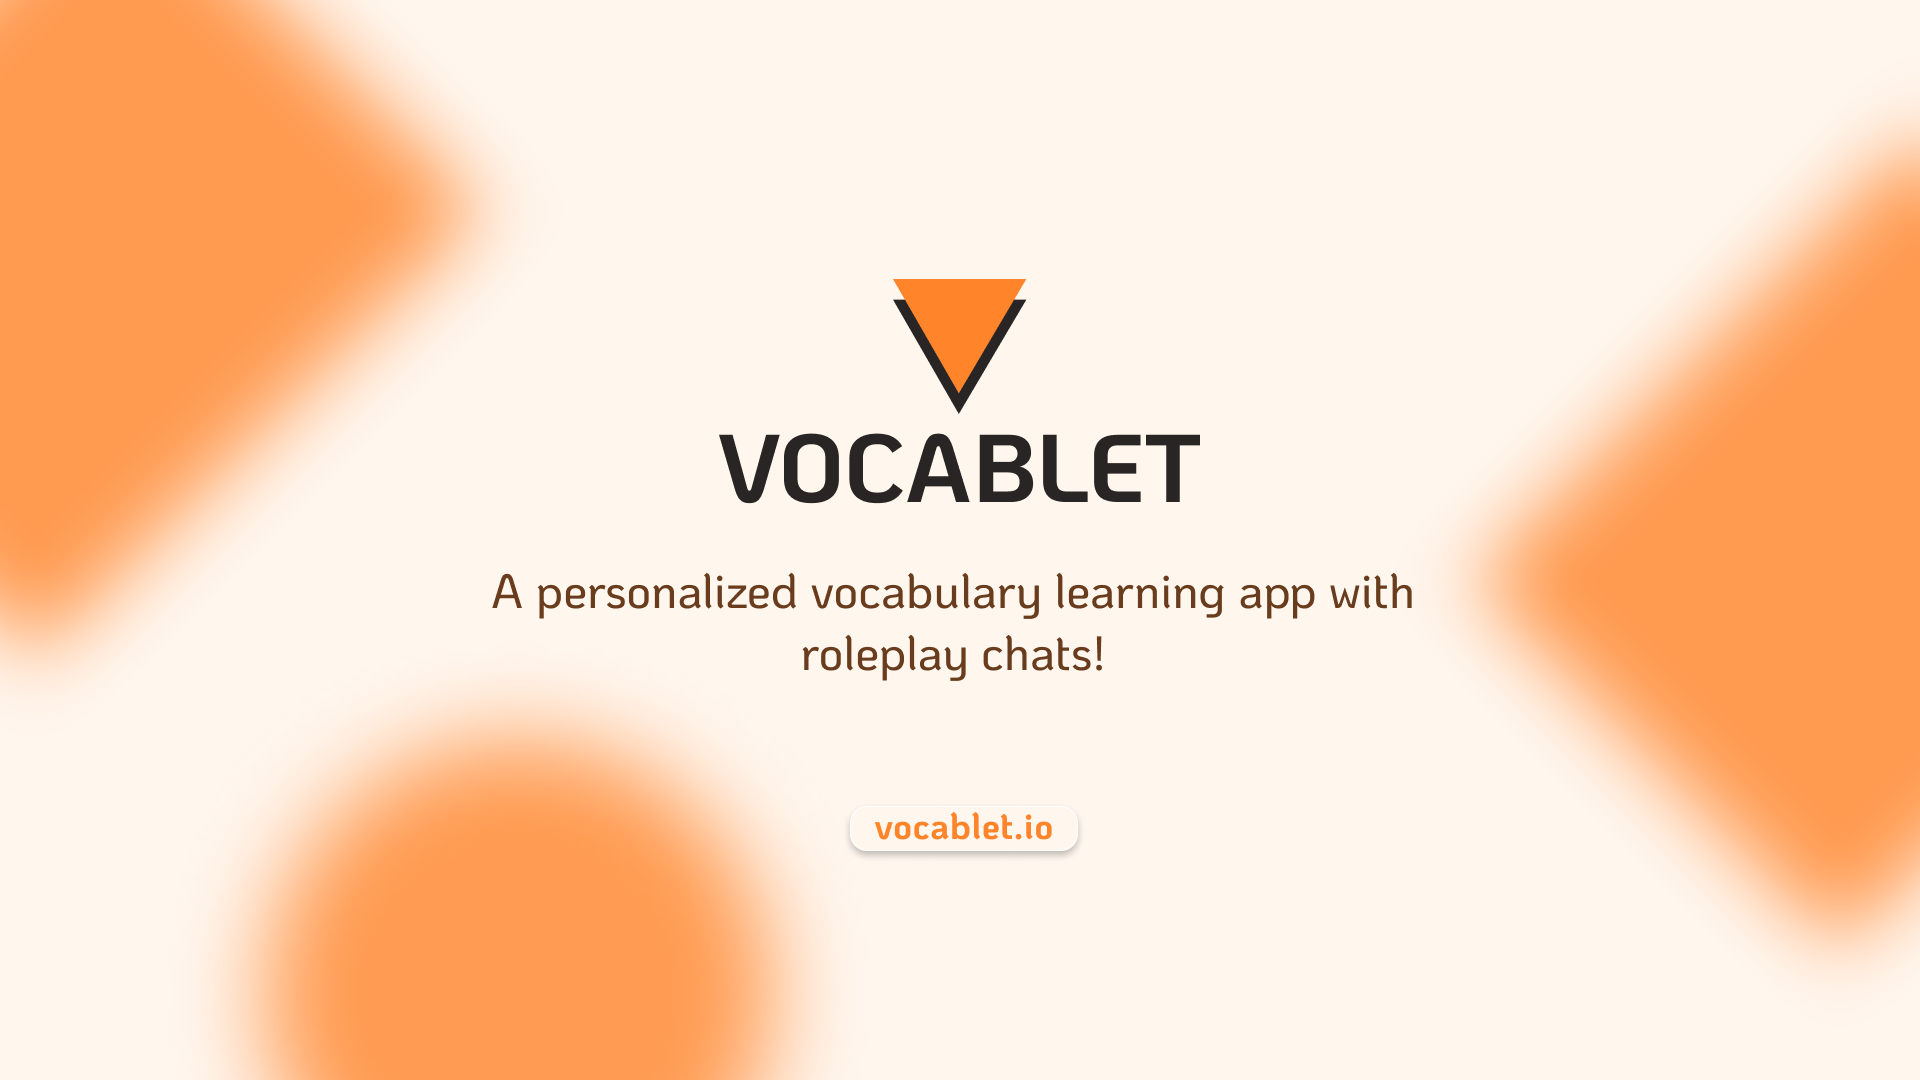 VOCABLET
A personalized vocabulary learning app with
roleplay chats!
vocablet.io